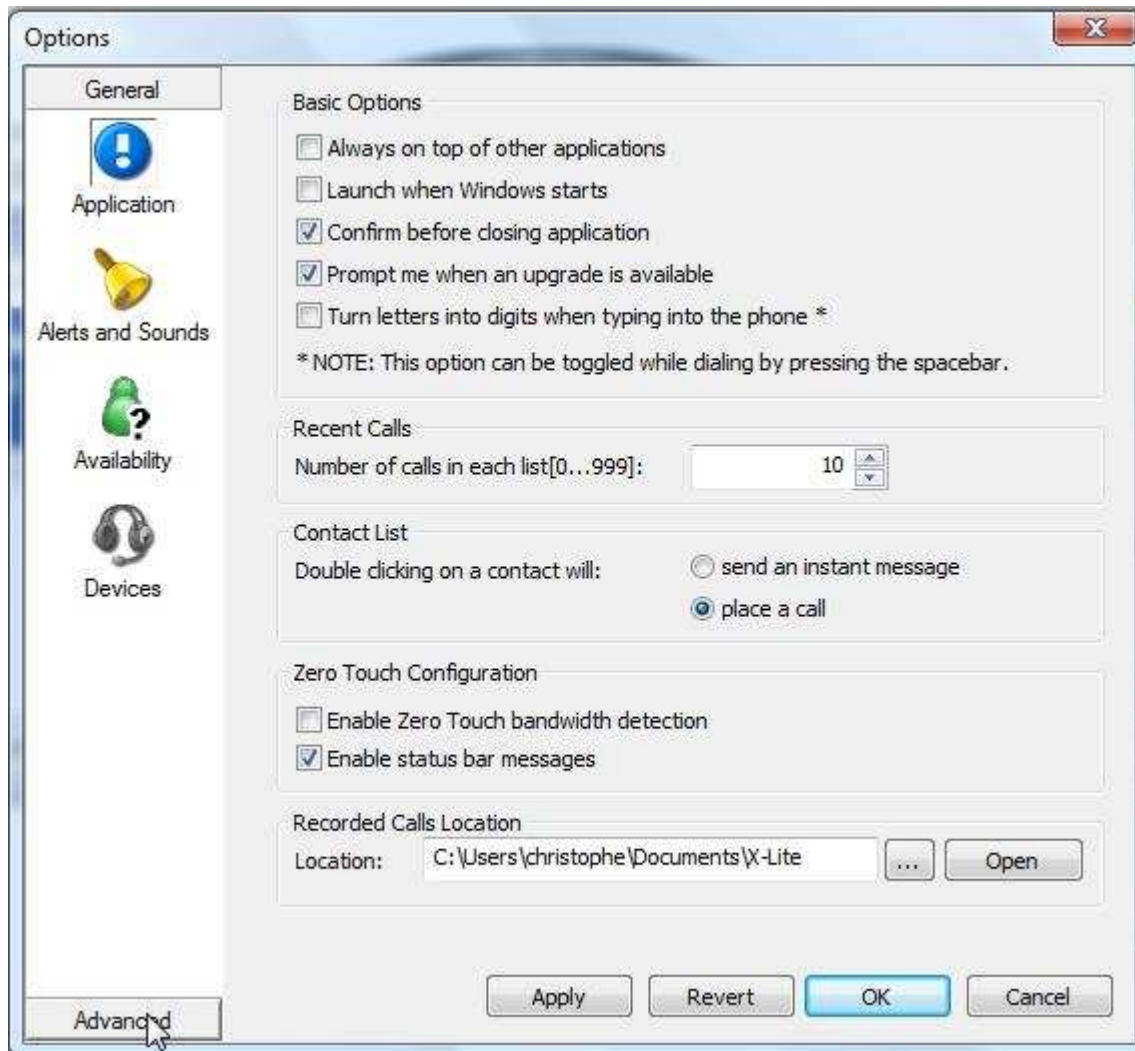 Options
X
General
Application
Alerts and Sounds
Availability
Devices
Advanced
Basic Options
Always on top of other applications
Launch when Windows starts
Confirm before closing application
Prompt me when an upgrade is available
Turn letters into digits when typing into the phone *
* NOTE: This option can be toggled while dialing by pressing the spacebar.
Recent Calls
Number of calls in each list[0...999]: 10
Contact List
Double clicking on a contact will: send an instant message
place a call
Zero Touch Configuration
Enable Zero Touch bandwidth detection
Enable status bar messages
Recorded Calls Location
Location: C:\Users\christophe\Documents\X-Lite ... Open
Apply Revert OK Cancel